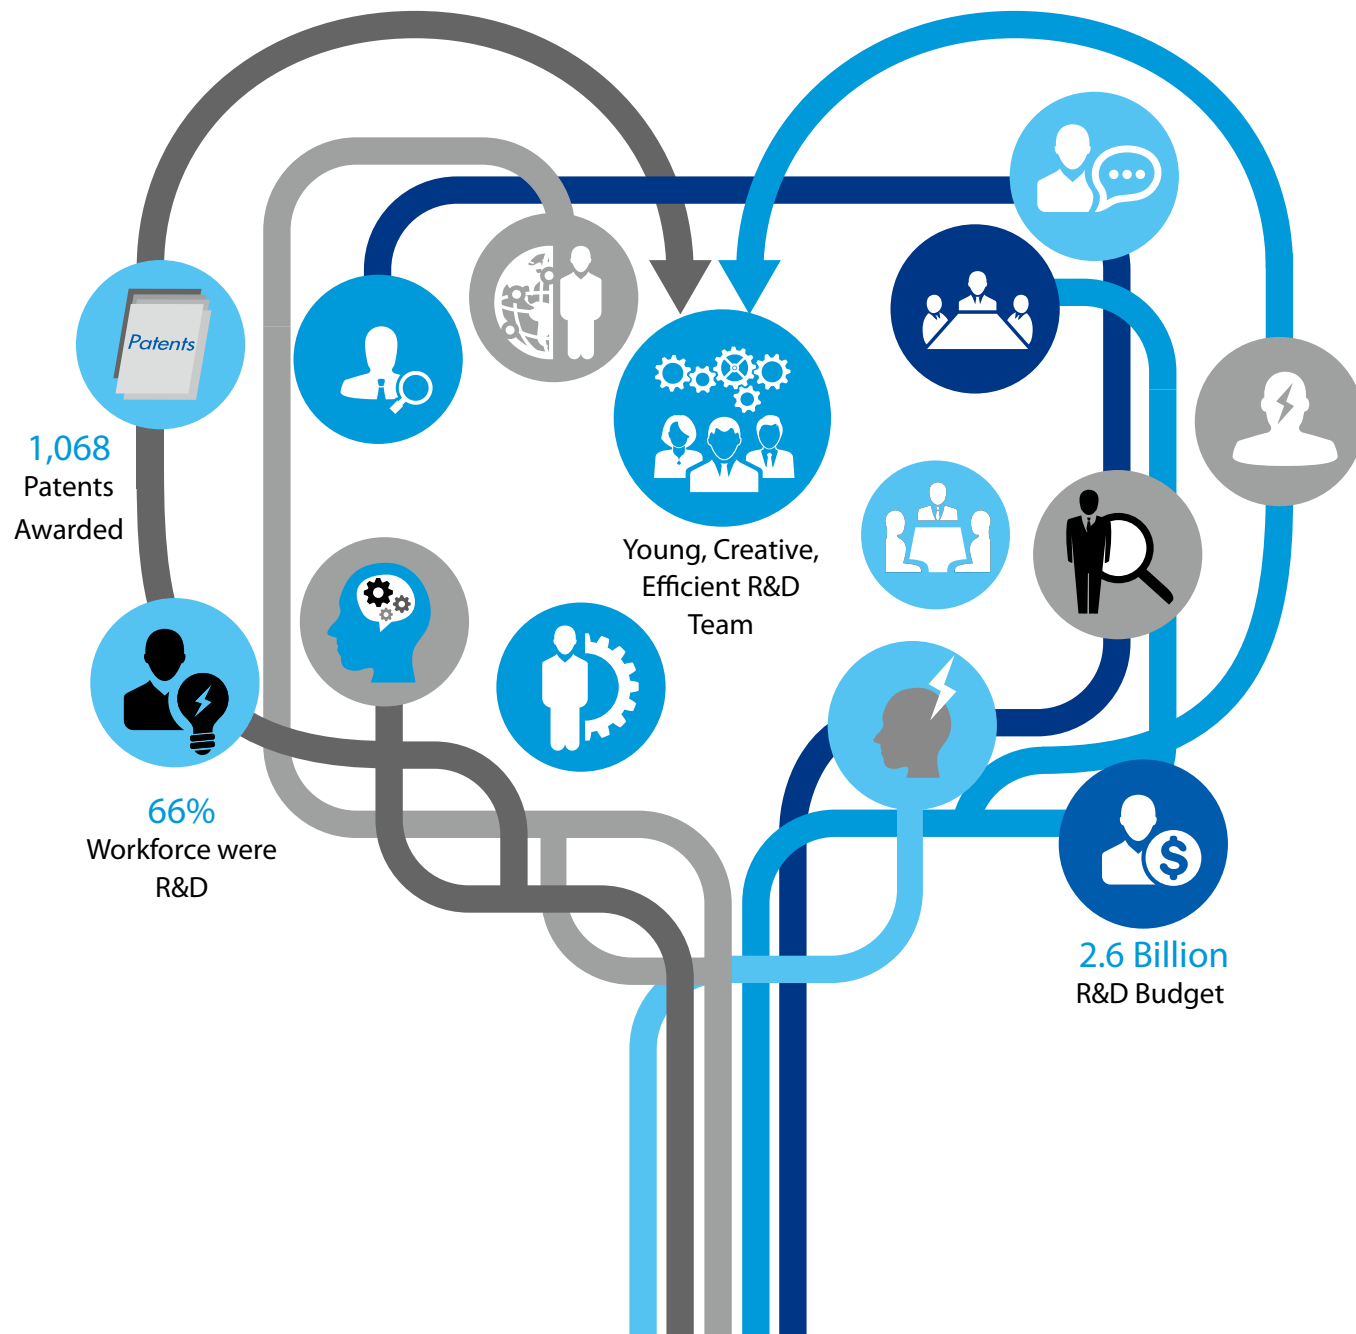 Patents
1,068
Patents
Awarded
Young, Creative,
Efficient R&D
Team
66%
Workforce were
R&D
$
2.6 Billion
R&D Budget